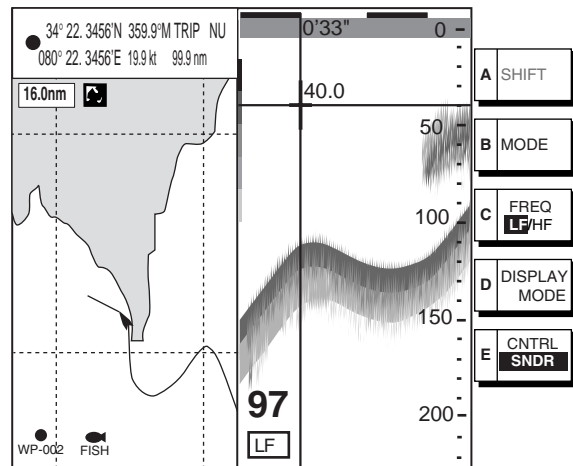 34° 22. 3456'N 359.9°M TRIP NU
080° 22. 3456'E 19.9 kt 99.9 nm
16.0nm
WP-002 FISH
0'33"
40.0
0
50
100
150
200
97
LF
A SHIFT
B MODE
C FREQ
LF/HF
D DISPLAY
MODE
E CNTRL
SNDR